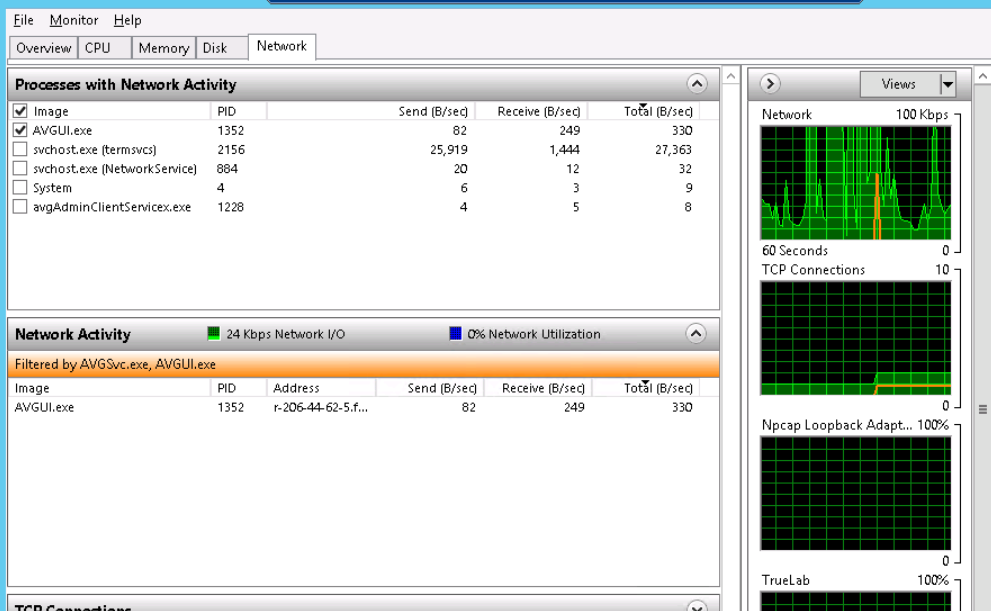 File Monitor Help
Overview CPU Memory Disk Network
Processes with Network Activity
Image PID Send (B/sec) Receive (B/sec) Total (B/sec)
AVGUI.exe 1352 82 249 330
svchost.exe (termsvcs) 2156 25,919 1,444 27,363
svchost.exe (NetworkService) 884 20 12 32
System 4 6 3 9
avgAdminClientServicex.exe 1228 4 5 8
Network Activity 24 Kbps Network I/O 0% Network Utilization
Filtered by AVGSvc.exe, AVGUI.exe
Image PID Address Send (B/sec) Receive (B/sec) Total (B/sec)
AVGUI.exe 1352 r-206-44-62-5.f... 82 249 330
TCP Connections
Views
Network 100 Kbps
60 Seconds 0
TCP Connections 10
0
Npcap Loopback Adapt... 100%
0
TrueLab 100%